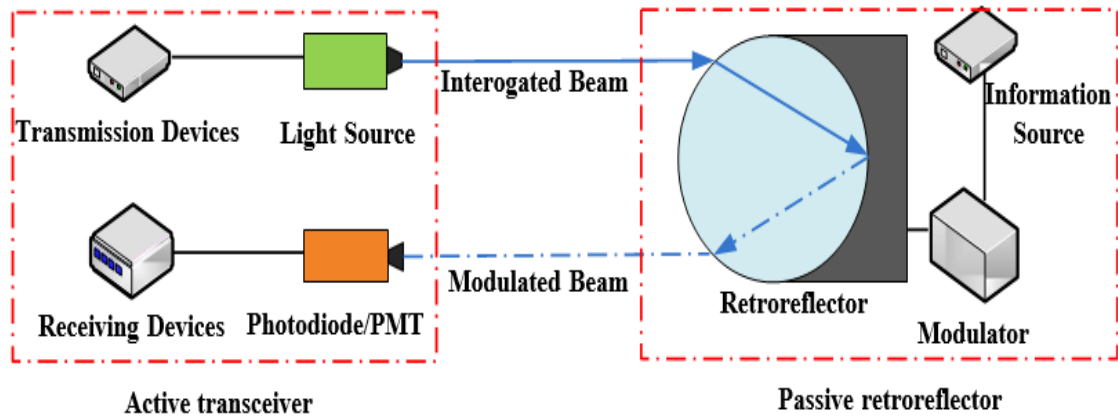 Transmission Devices
Light Source
Interogated Beam
Information
Source
Receiving Devices
Photodiode/PMT
Modulated Beam
Retroreflector
Modulator
Active transceiver
Passive retroreflector